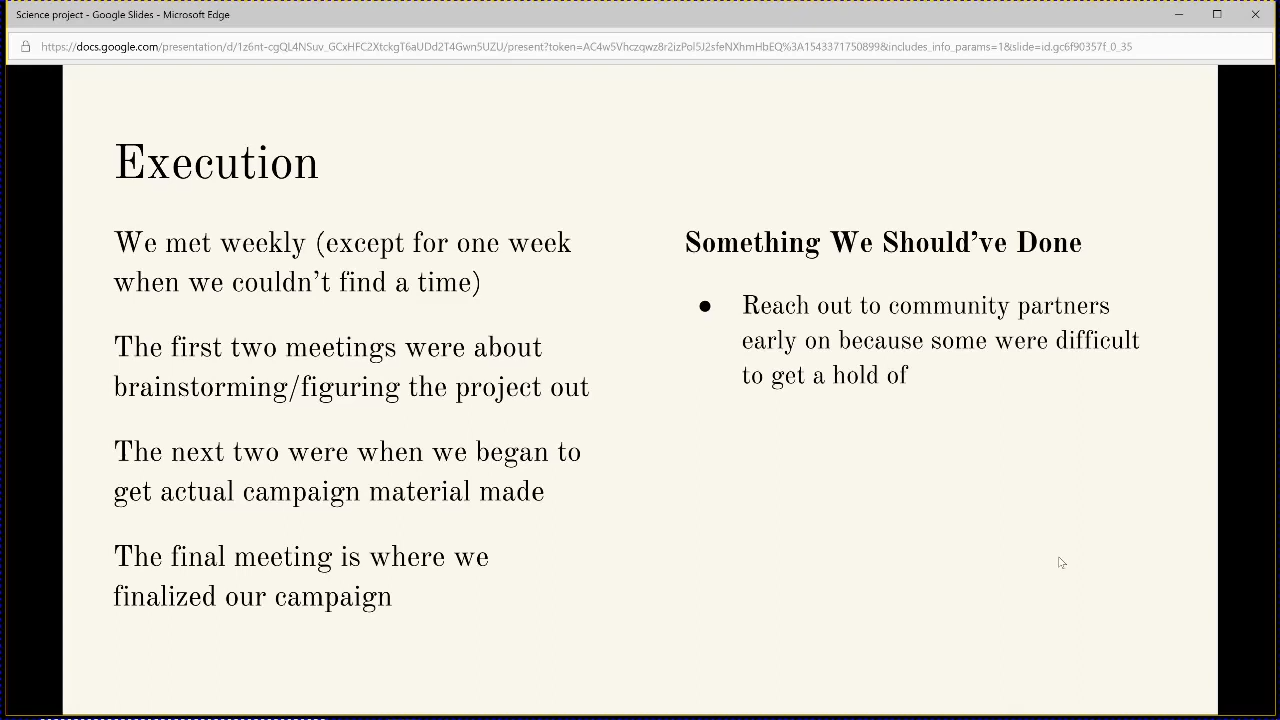 Science project - Google Slides - Microsoft Edge
https://docs.google.com/presentation/d/1z6nt-cgQL4NSuv_GCxHFC2XtckgT6aUDd2T4Gwn5UZU/present?token=AC4w5Vhczqwz8r2izPol5J2sfeNXhmHbEQ%3A1543371750899&includes_info_params=1&slide=id.gc6f90357f_0_35
Execution
We met weekly (except for one week
when we couldn’t find a time)
The first two meetings were about
brainstorming/figuring the project out
The next two were when we began to
get actual campaign material made
The final meeting is where we
finalized our campaign
Something We Should’ve Done
● Reach out to community partners
early on because some were difficult
to get a hold of